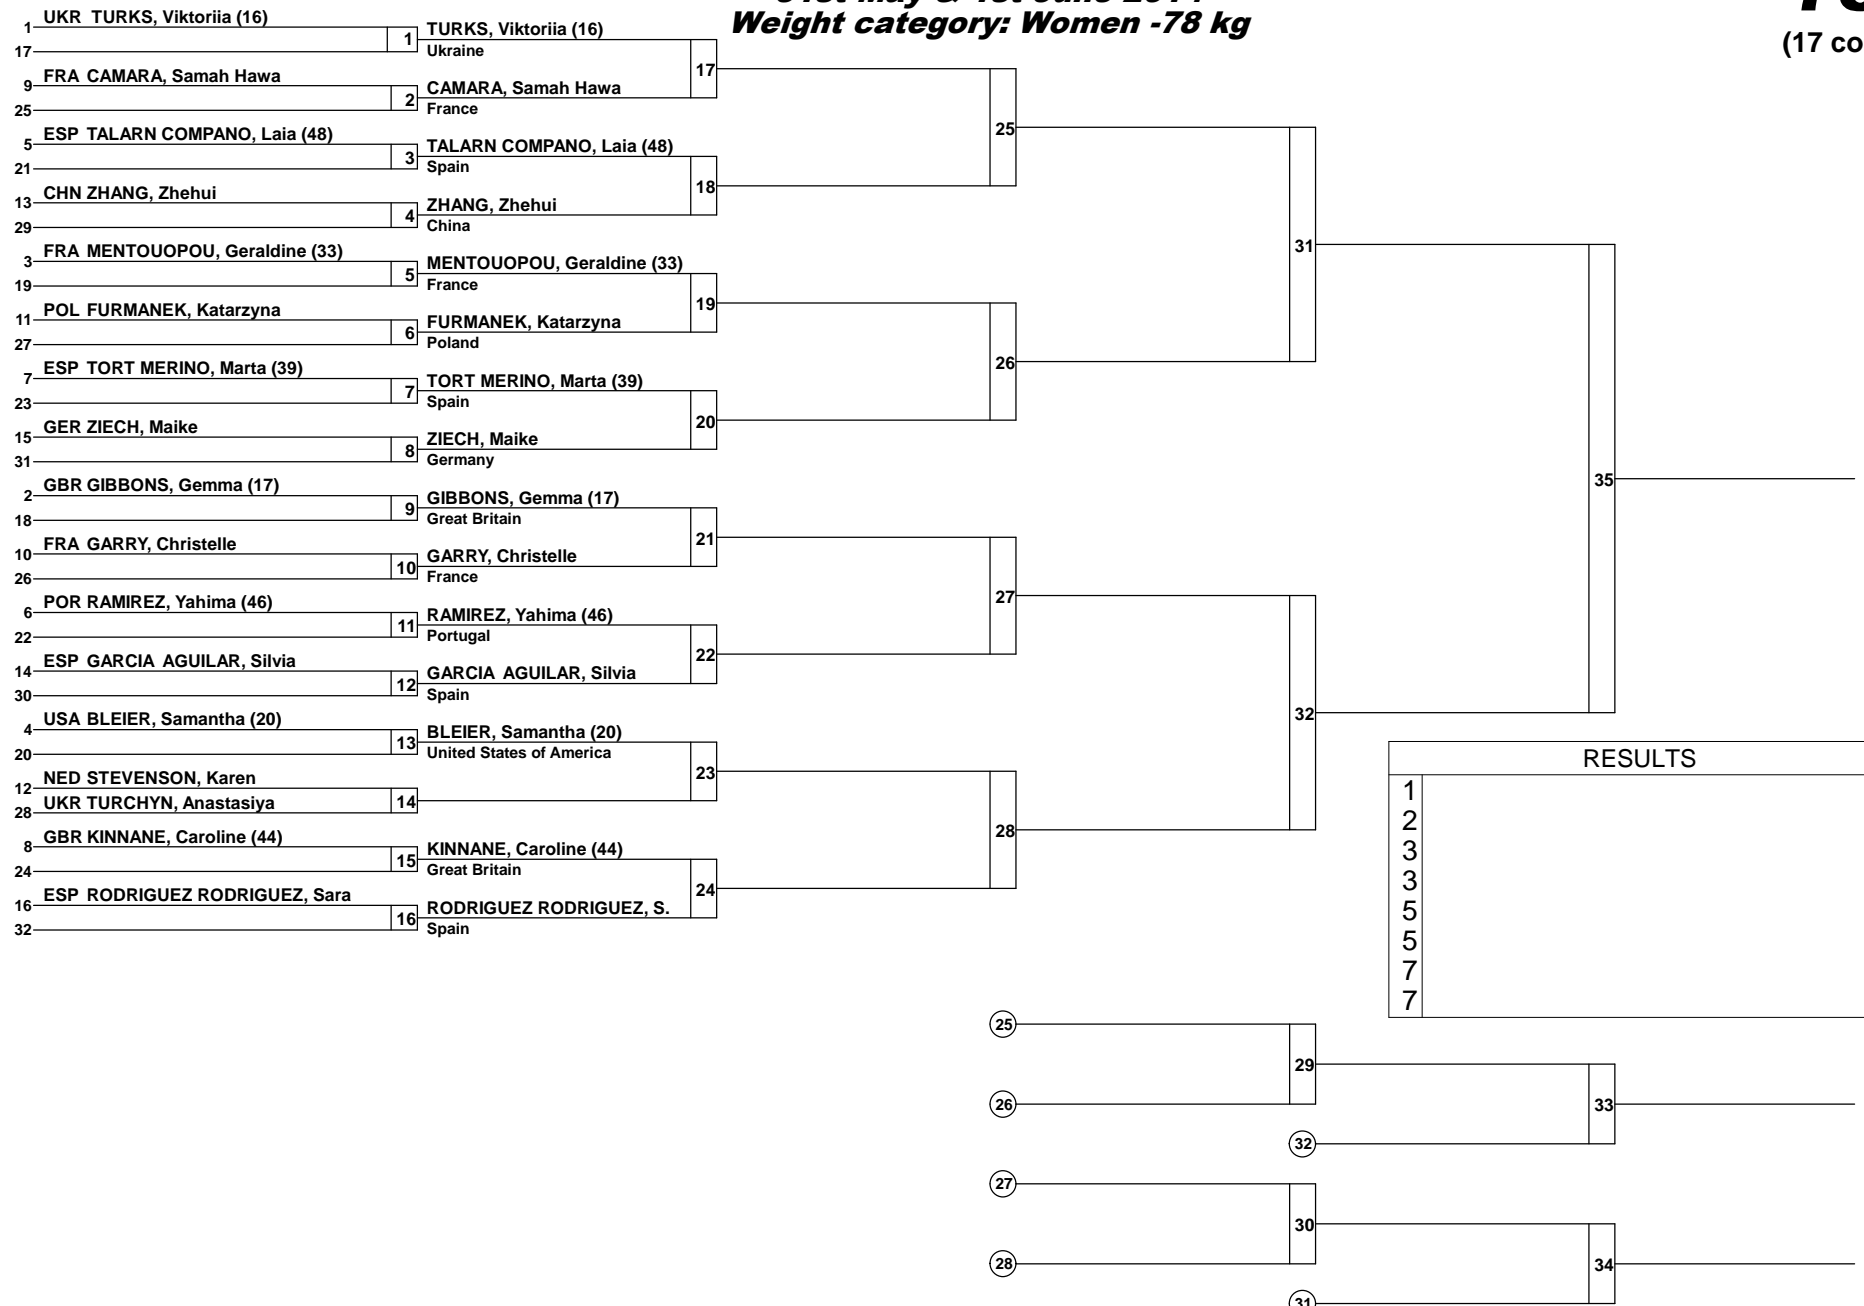 Weight category: Women -78 kg
(17 co
1 UKR TURKS, Viktoriia (16)
17
1
TURKS, Viktoriia (16)
Ukraine
9 FRA CAMARA, Samah Hawa
25
2
CAMARA, Samah Hawa
France
17
5 ESP TALARN COMPANO, Laia (48)
21
3
TALARN COMPANO, Laia (48)
Spain
13 CHN ZHANG, Zhehui
29
4
ZHANG, Zhehui
China
18
25
3 FRA MENTOUOPOU, Geraldine (33)
19
5
MENTOUOPOU, Geraldine (33)
France
11 POL FURMANEK, Katarzyna
27
6
FURMANEK, Katarzyna
Poland
19
7 ESP TORT MERINO, Marta (39)
23
7
TORT MERINO, Marta (39)
Spain
15 GER ZIECH, Maike
31
8
ZIECH, Maike
Germany
20
26
31
2 GBR GIBBONS, Gemma (17)
18
9
GIBBONS, Gemma (17)
Great Britain
10 FRA GARRY, Christelle
26
10
GARRY, Christelle
France
21
6 POR RAMIREZ, Yahima (46)
22
11
RAMIREZ, Yahima (46)
Portugal
14 ESP GARCIA AGUILAR, Silvia
30
12
GARCIA AGUILAR, Silvia
Spain
22
27
4 USA BLEIER, Samantha (20)
20
13
BLEIER, Samantha (20)
United States of America
12 NED STEVENSON, Karen
28 UKR TURCHYN, Anastasiya
14
23
8 GBR KINNANE, Caroline (44)
24
15
KINNANE, Caroline (44)
Great Britain
16 ESP RODRIGUEZ RODRIGUEZ, Sara
32
16
RODRIGUEZ RODRIGUEZ, S.
Spain
24
28
32
35
RESULTS
1
2
3
3
5
5
7
7
25
26
29
32
33
27
28
30
31
34